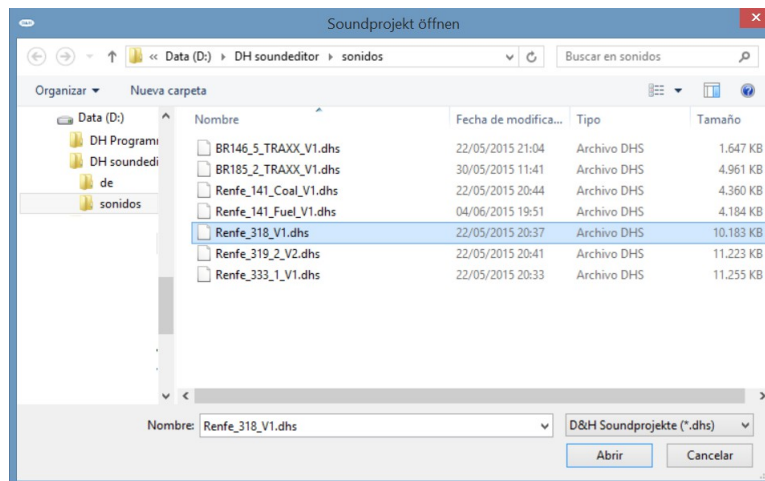 Soundprojekt öffnen
« Data (D:) ▸ DH soundeditor ▸ sonidos
Buscar en sonidos
Organizar ▾ Nueva carpeta
Data (D:)
DH Program
DH soundedi
de
sonidos
Nombre Fecha de modifica... Tipo Tamaño
BR146_5_TRAXX_V1.dhs 22/05/2015 21:04 Archivo DHS 1.647 KB
BR185_2_TRAXX_V1.dhs 30/05/2015 11:41 Archivo DHS 4.961 KB
Renfe_141_Coal_V1.dhs 22/05/2015 20:44 Archivo DHS 4.360 KB
Renfe_141_Fuel_V1.dhs 04/06/2015 19:51 Archivo DHS 4.184 KB
Renfe_318_V1.dhs 22/05/2015 20:37 Archivo DHS 10.183 KB
Renfe_319_2_V2.dhs 22/05/2015 20:41 Archivo DHS 11.223 KB
Renfe_333_1_V1.dhs 22/05/2015 20:33 Archivo DHS 11.255 KB
Nombre: Renfe_318_V1.dhs D&H Soundprojekte (*.dhs)
Abrir Cancelar